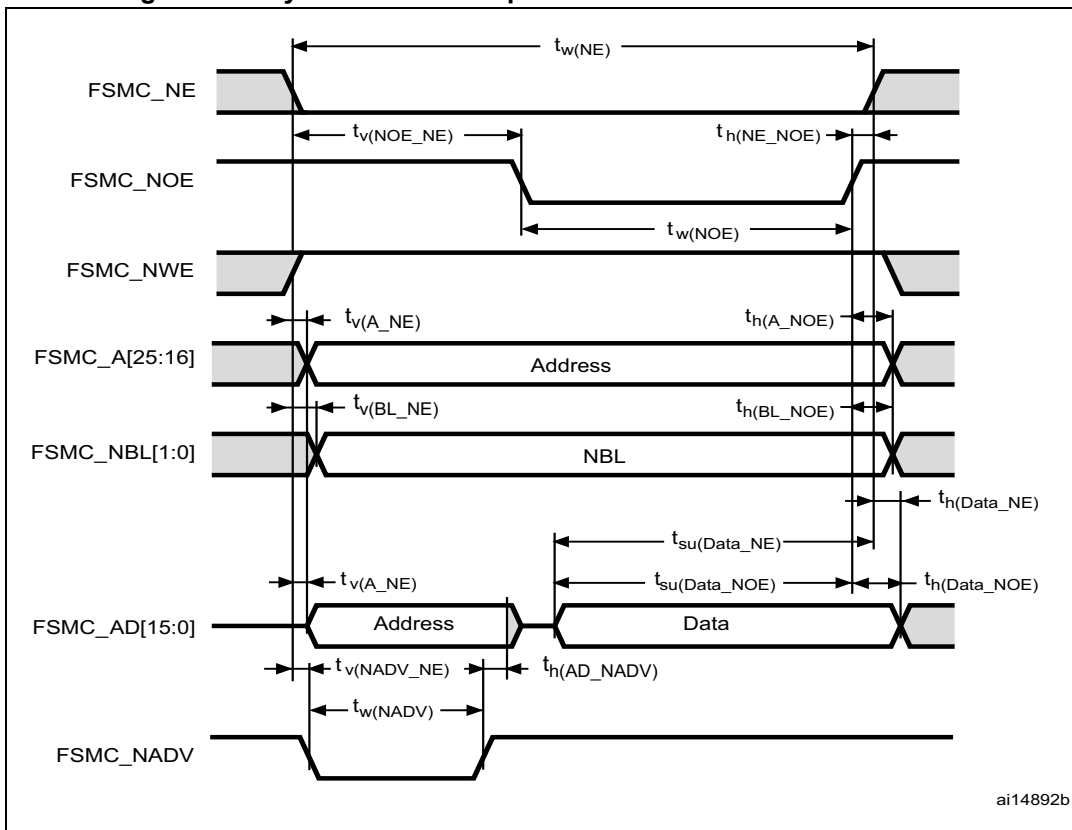 tw(NE)
FSMC_NE
tv(NOE_NE)
th(NE_NOE)
FSMC_NOE
tw(NOE)
FSMC_NWE
tv(A_NE)
th(A_NOE)
FSMC_A[25:16]
Address
tv(BL_NE)
th(BL_NOE)
FSMC_NBL[1:0]
NBL
th(Data_NE)
tsu(Data_NE)
tv(A_NE)
tsu(Data_NOE)
th(Data_NOE)
FSMC_AD[15:0]
Address
Data
tv(NADV_NE)
th(AD_NADV)
tw(NADV)
FSMC_NADV
ai14892b